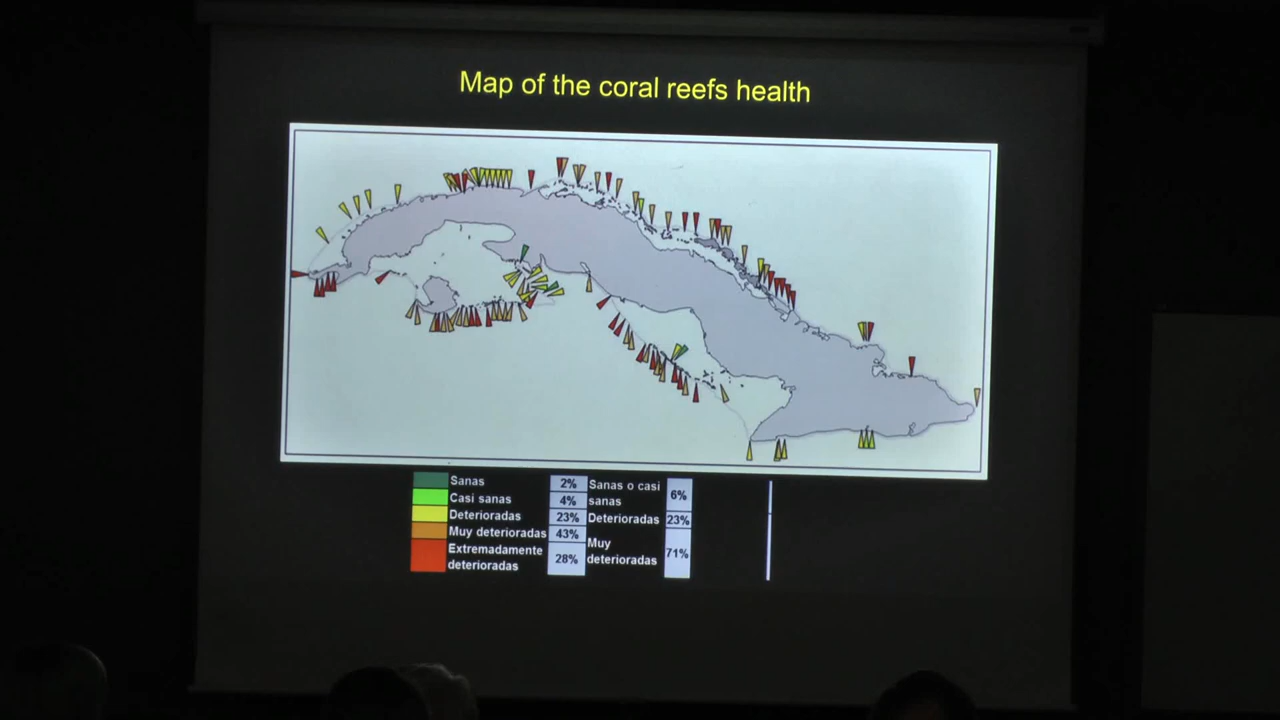 Map of the coral reefs health
Sanas 2% Sanas o casi
Casi sanas 4% sanas 6%
Deterioradas 23% Deterioradas 23%
Muy deterioradas 43% Muy
Extremadamente 28% deterioradas 71%
deterioradas